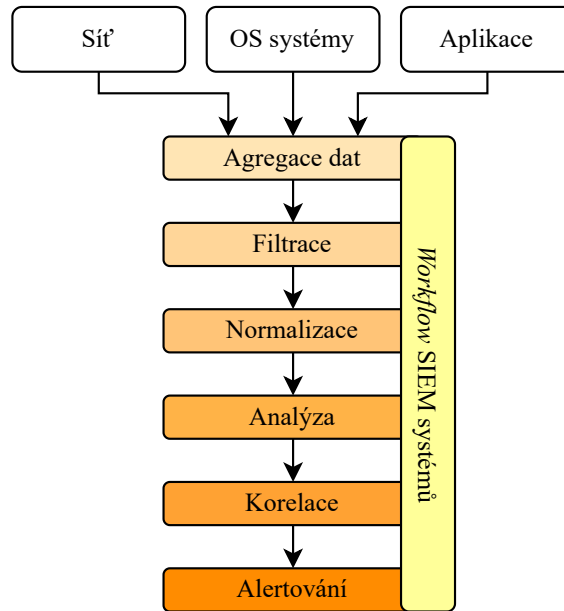 Síť
OS systémy
Aplikace
Agregace dat
Filtrace
Normalizace
Analýza
Korelace
Alertování
Workflow SIEM systémů